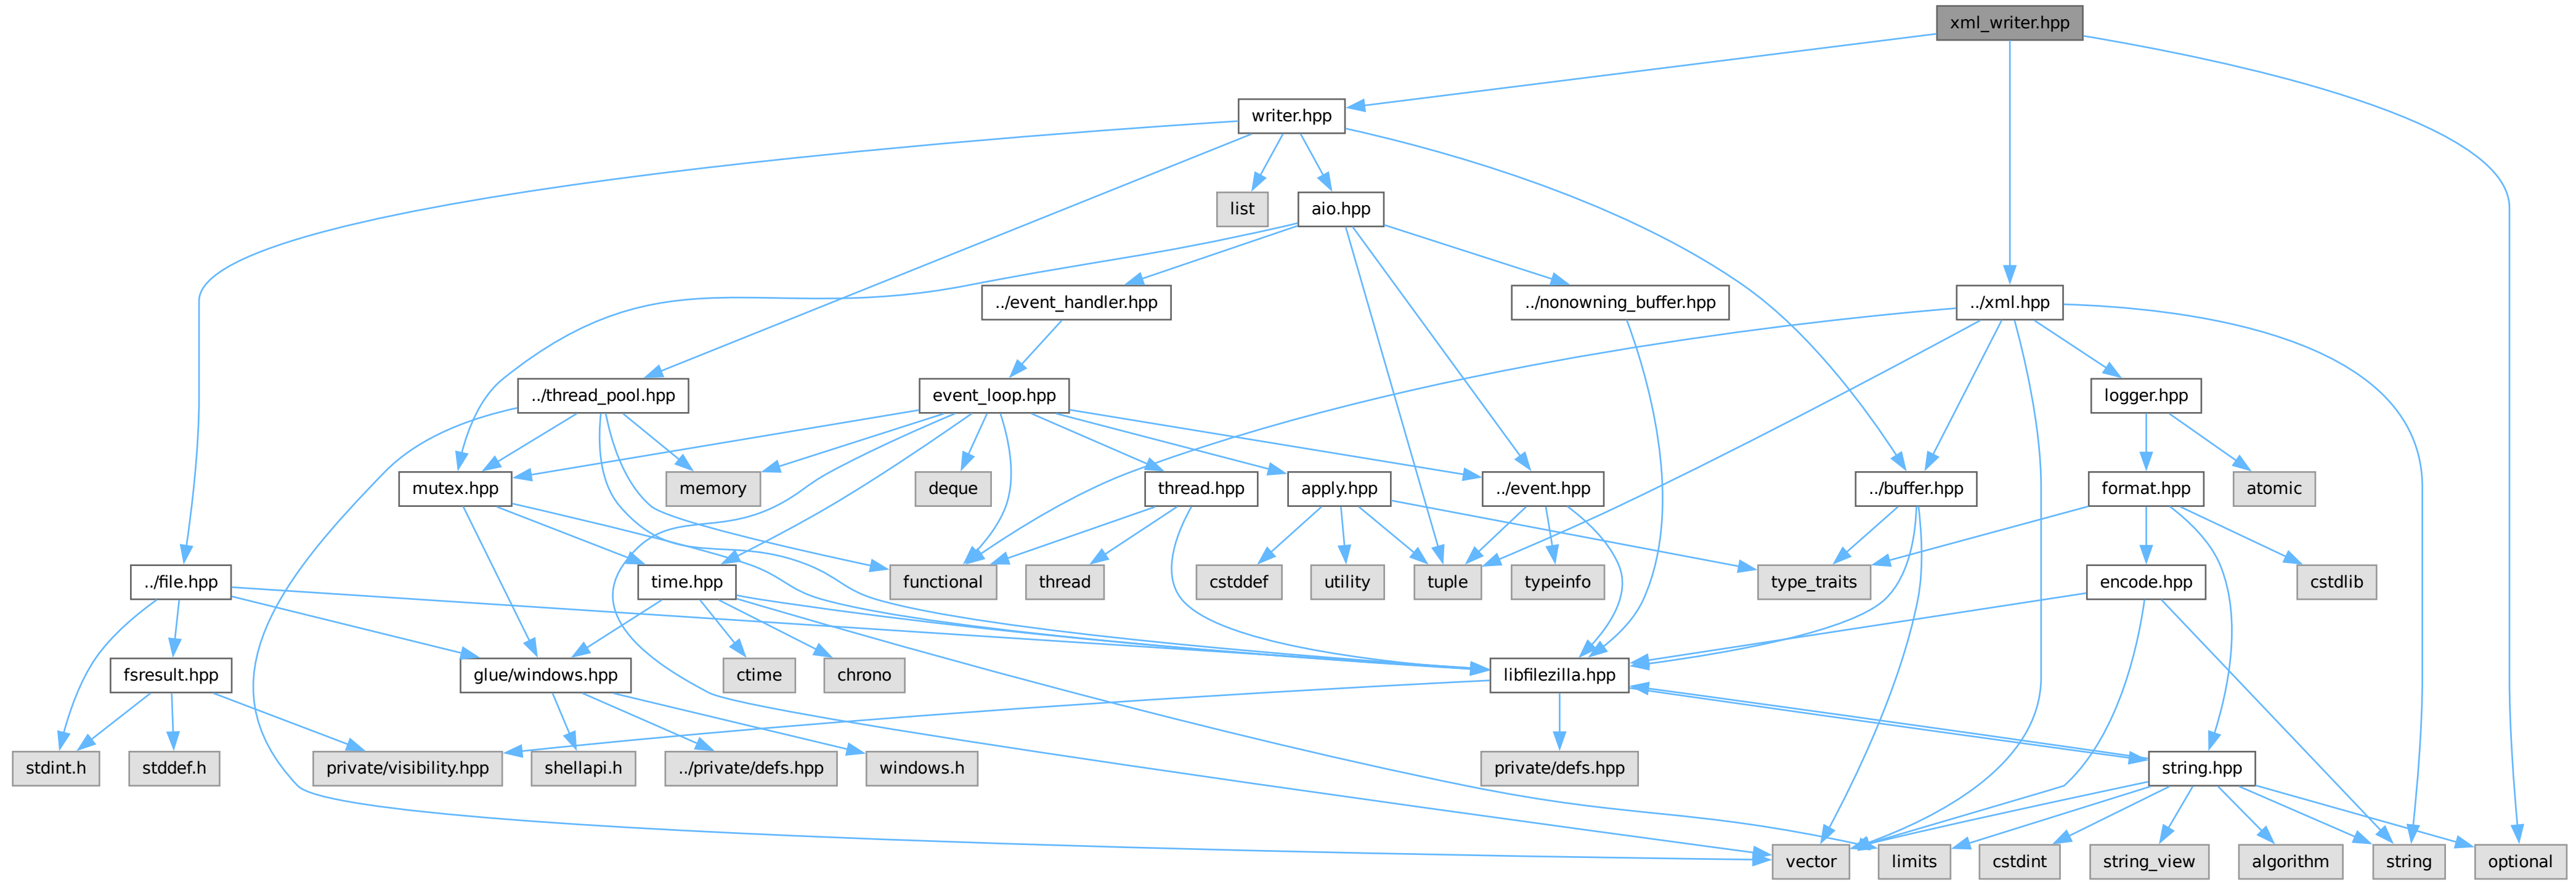 xml_writer.hpp
writer.hpp
list
aio.hpp
../event_handler.hpp
../nonowning_buffer.hpp
../xml.hpp
../thread_pool.hpp
event_loop.hpp
logger.hpp
mutex.hpp
memory
deque
thread.hpp
apply.hpp
../event.hpp
../buffer.hpp
format.hpp
atomic
../file.hpp
time.hpp
functional
thread
cstddef
utility
tuple
typeinfo
type_traits
encode.hpp
cstdlib
fsresult.hpp
glue/windows.hpp
ctime
chrono
libfilezilla.hpp
stdint.h
stddef.h
private/visibility.hpp
shellapi.h
../private/defs.hpp
windows.h
private/defs.hpp
string.hpp
vector
limits
cstdint
string_view
algorithm
string
optional